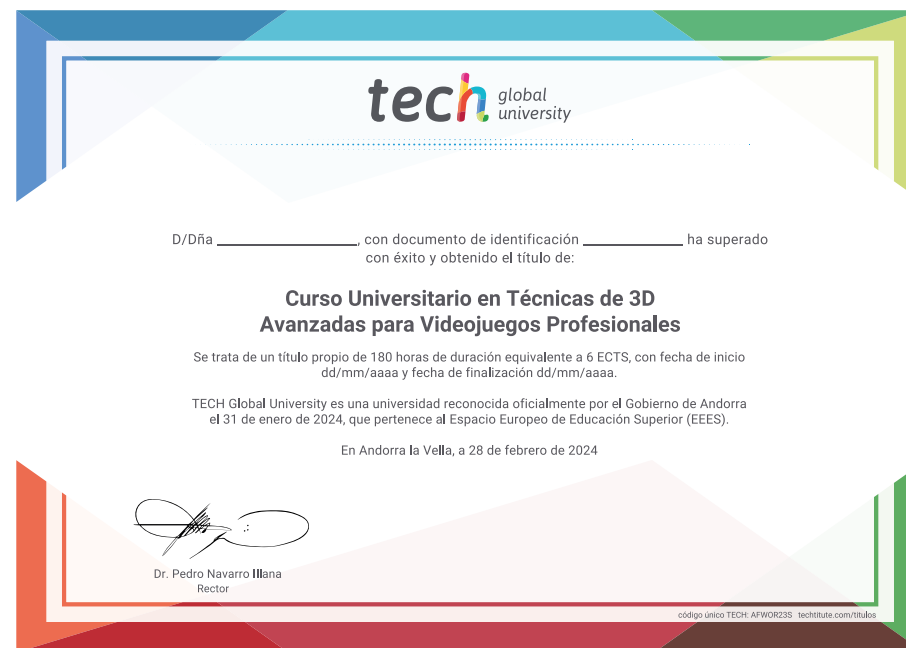 tech global university
D/Dña ____________________, con documento de identificación ______________ ha superado
con éxito y obtenido el título de:
Curso Universitario en Técnicas de 3D
Avanzadas para Videojuegos Profesionales
Se trata de un título propio de 180 horas de duración equivalente a 6 ECTS, con fecha de inicio
dd/mm/aaaa y fecha de finalización dd/mm/aaaa.
TECH Global University es una universidad reconocida oficialmente por el Gobierno de Andorra
el 31 de enero de 2024, que pertenece al Espacio Europeo de Educación Superior (EEES).
En Andorra la Vella, a 28 de febrero de 2024
Dr. Pedro Navarro Illana
Rector
código único TECH: AFWOR23S techtitute.com/titulos